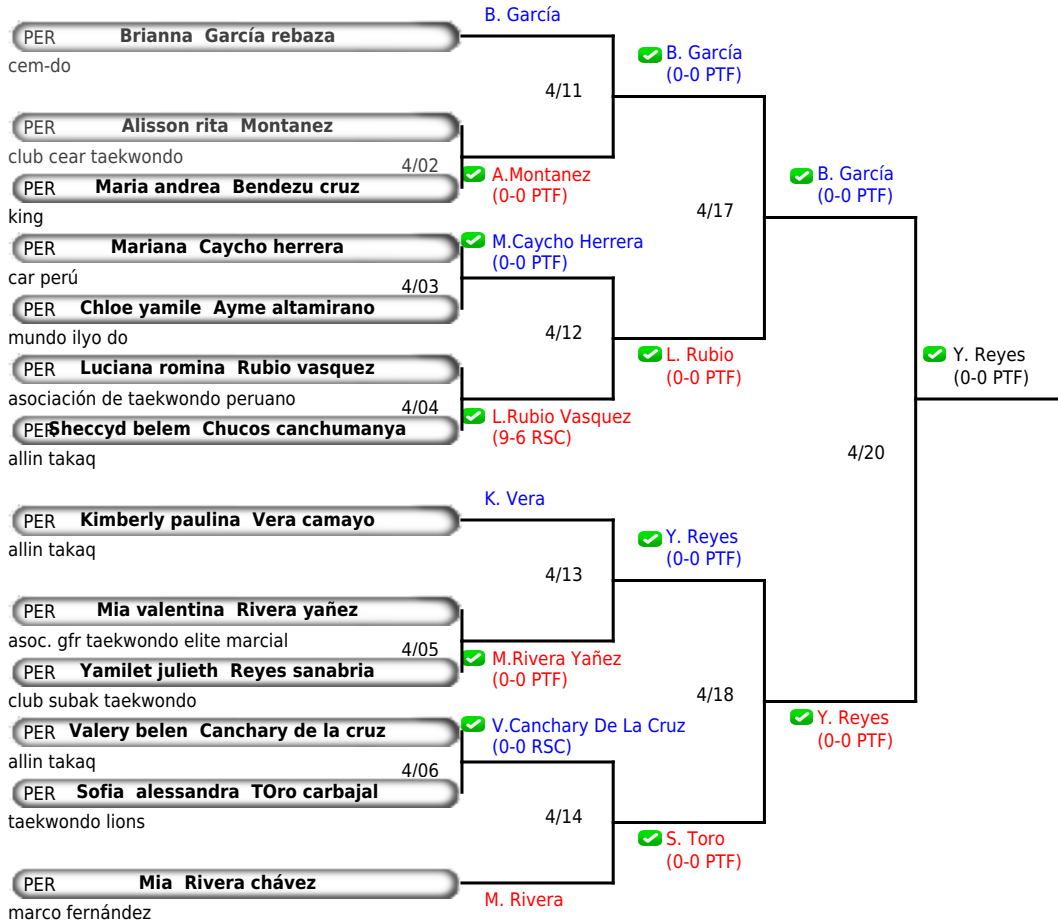 B. García
PER Brianna García rebaza
cem-do
B. García
(0-0 PTF)
4/11
PER Alisson rita Montanez
club cear taekwondo
4/02
A.Montanez
(0-0 PTF)
PER Maria andrea Bendezu cruz
king
B. García
(0-0 PTF)
4/17
PER Mariana Caycho herrera
car perú
M.Caycho Herrera
(0-0 PTF)
4/03
PER Chloe yamile Ayme altamirano
mundo ilyo do
4/12
L. Rubio
(0-0 PTF)
Y. Reyes
(0-0 PTF)
PER Luciana romina Rubio vasquez
asociación de taekwondo peruano
4/04
L.Rubio Vasquez
(9-6 RSC)
PER Sheccyd belem Chucos canchumanya
allin takaq
4/20
K. Vera
PER Kimberly paulina Vera camayo
allin takaq
Y. Reyes
(0-0 PTF)
4/13
PER Mia valentina Rivera yañez
asoc. gfr taekwondo elite marcial
4/05
M.Rivera Yañez
(0-0 PTF)
PER Yamilet julieth Reyes sanabria
club subak taekwondo
4/18
Y. Reyes
(0-0 PTF)
PER Valery belen Canchary de la cruz
allin takaq
V.Canchary De La Cruz
(0-0 RSC)
4/06
PER Sofia alessandra TOro carbajal
taekwondo lions
4/14
S. Toro
(0-0 PTF)
PER Mia Rivera chávez
marco fernández
M. Rivera